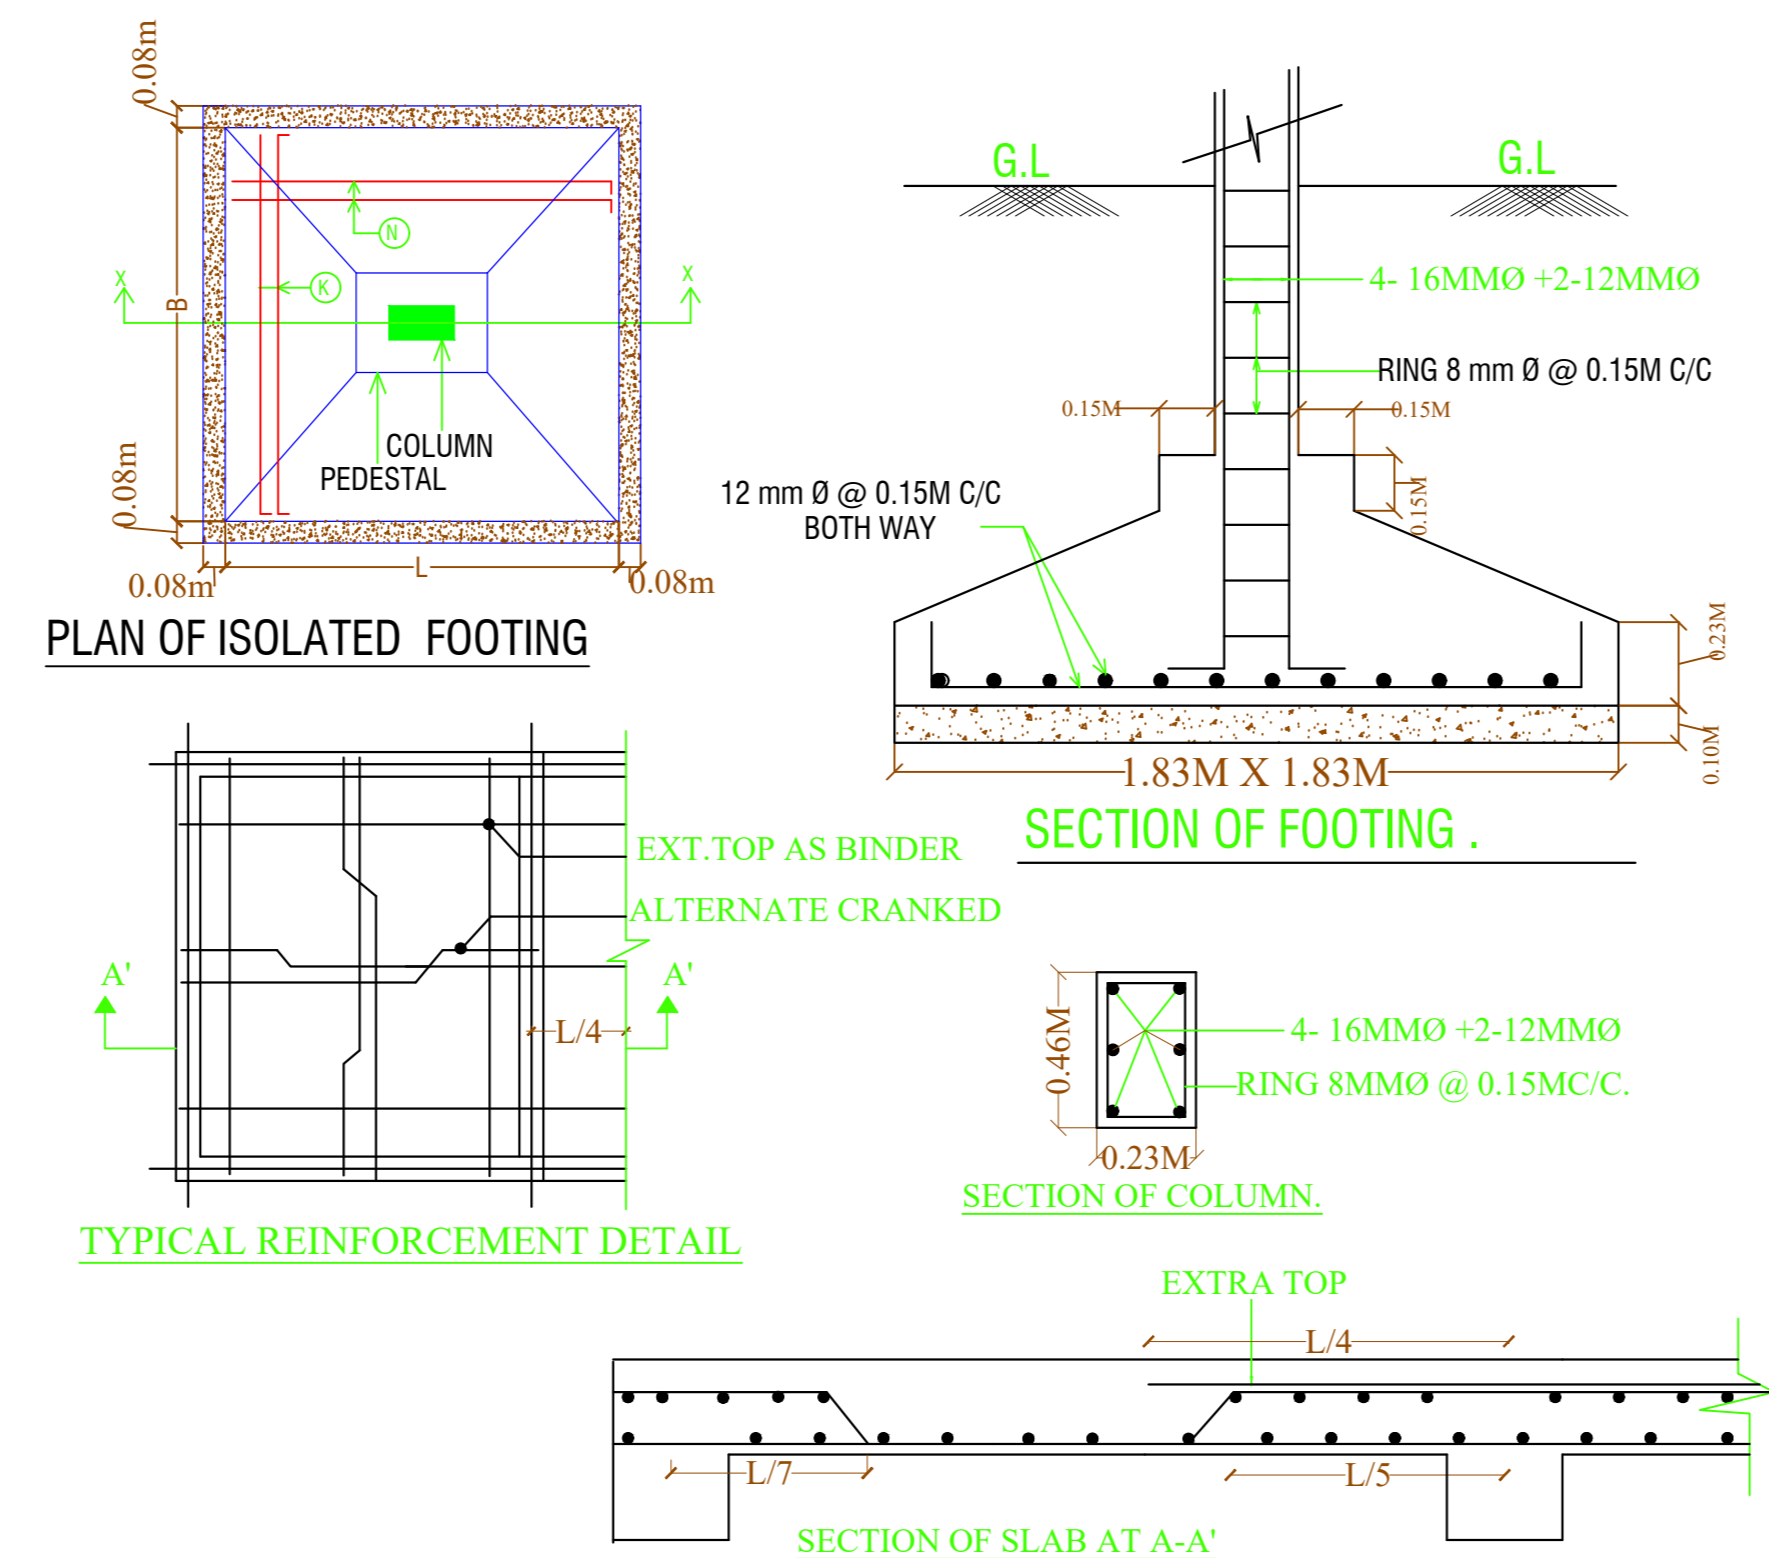 0.08m
N
K
X
X
B
COLUMN
PEDESTAL
0.08m
L
0.08m
0.08m
PLAN OF ISOLATED FOOTING
G.L
G.L
4- 16MMØ +2-12MMØ
RING 8 mm Ø @ 0.15M C/C
0.15M
0.15M
0.15M
12 mm Ø @ 0.15M C/C
BOTH WAY
0.23M
0.10M
1.83M X 1.83M
SECTION OF FOOTING .
EXT.TOP AS BINDER
ALTERNATE CRANKED
A'
A'
L/4
TYPICAL REINFORCEMENT DETAIL
0.46M
4- 16MMØ +2-12MMØ
RING 8MMØ @ 0.15MC/C.
0.23M
SECTION OF COLUMN.
EXTRA TOP
L/4
L/7
L/5
SECTION OF SLAB AT A-A'